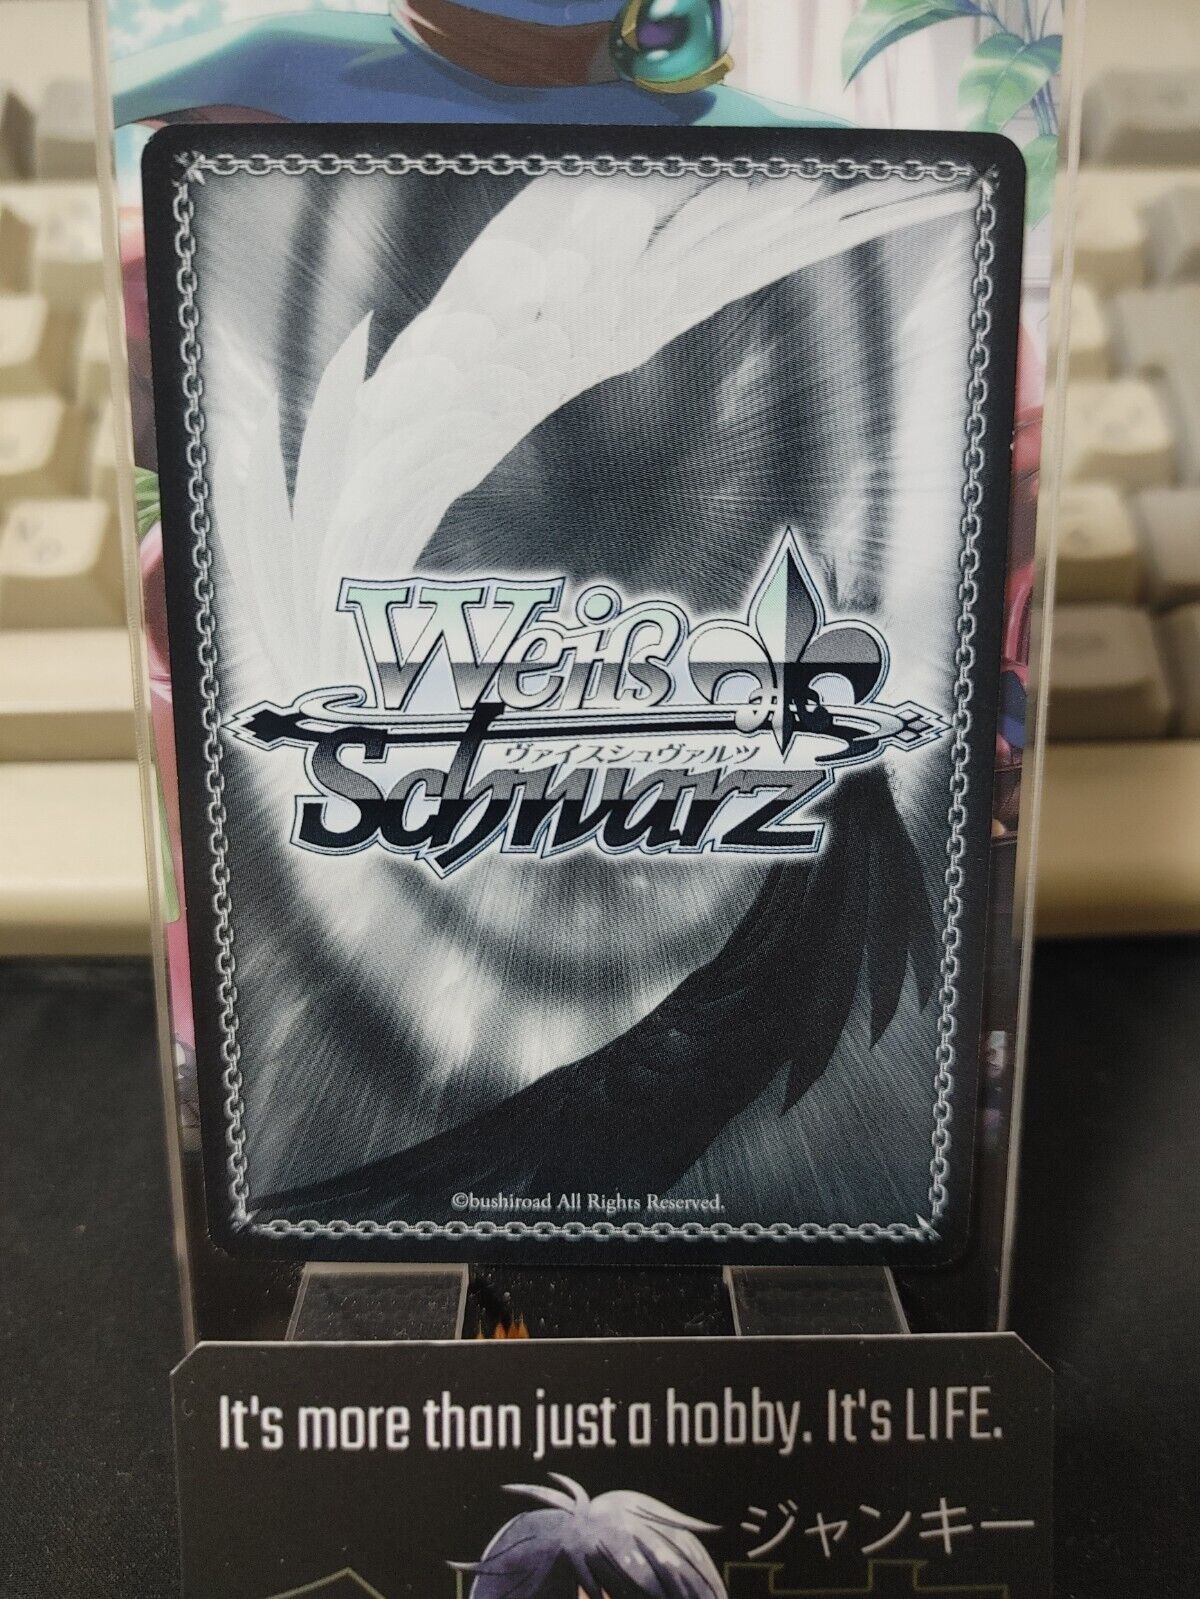 Weiß
ヴァイスシュヴァルツ
Schwarz
©bushiroad All Rights Reserved.
It's more than just a hobby. It's LIFE.
ジャンキー